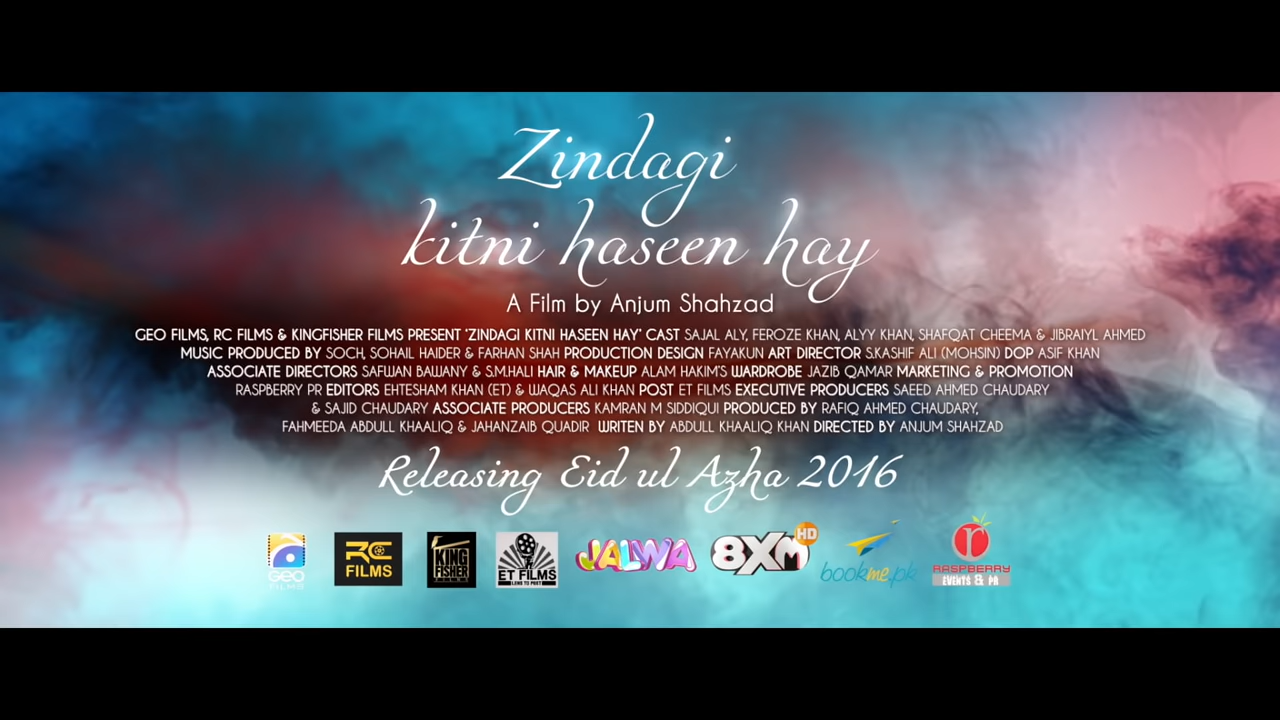 Zindagi
kitni haseen hay
A Film by Anjum Shahzad
GEO FILMS, RC FILMS & KINGFISHER FILMS PRESENT 'ZINDAGI KITNI HASEEN HAY' CAST SAJAL ALY, FEROZE KHAN, ALYY KHAN, SHAFQAT CHEEMA & JIBRAIYL AHMED
MUSIC PRODUCED BY SOCH, SOHAIL HAIDER & FARHAN SHAH PRODUCTION DESIGN FAYAKUN ART DIRECTOR S.KASHIF ALI (MOHSIN) DOP ASIF KHAN
ASSOCIATE DIRECTORS SAFWAN BAWANY & S.M.HALI HAIR & MAKEUP ALAM HAKIM'S WARDROBE JAZIB QAMAR MARKETING & PROMOTION
RASPBERRY PR EDITORS EHTESHAM KHAN (ET) & WAQAS ALI KHAN POST ET FILMS EXECUTIVE PRODUCERS SAEED AHMED CHAUDARY
& SAJID CHAUDARY ASSOCIATE PRODUCERS KAMRAN M SIDDIQUI PRODUCED BY RAFIQ AHMED CHAUDARY,
FAHMEEDA ABDULL KHAALIQ & JAHANZAIB QUADIR WRITEN BY ABDULL KHAALIQ KHAN DIRECTED BY ANJUM SHAHZAD
Releasing Eid ul Azha 2016
GEO
FILMS
RC
FILMS
KING
FISHER
FILMS
ET FILMS
LENS TO POST
JALWA
8XM HD
bookme.pk
r
RASPBERRY
EVENTS & PR